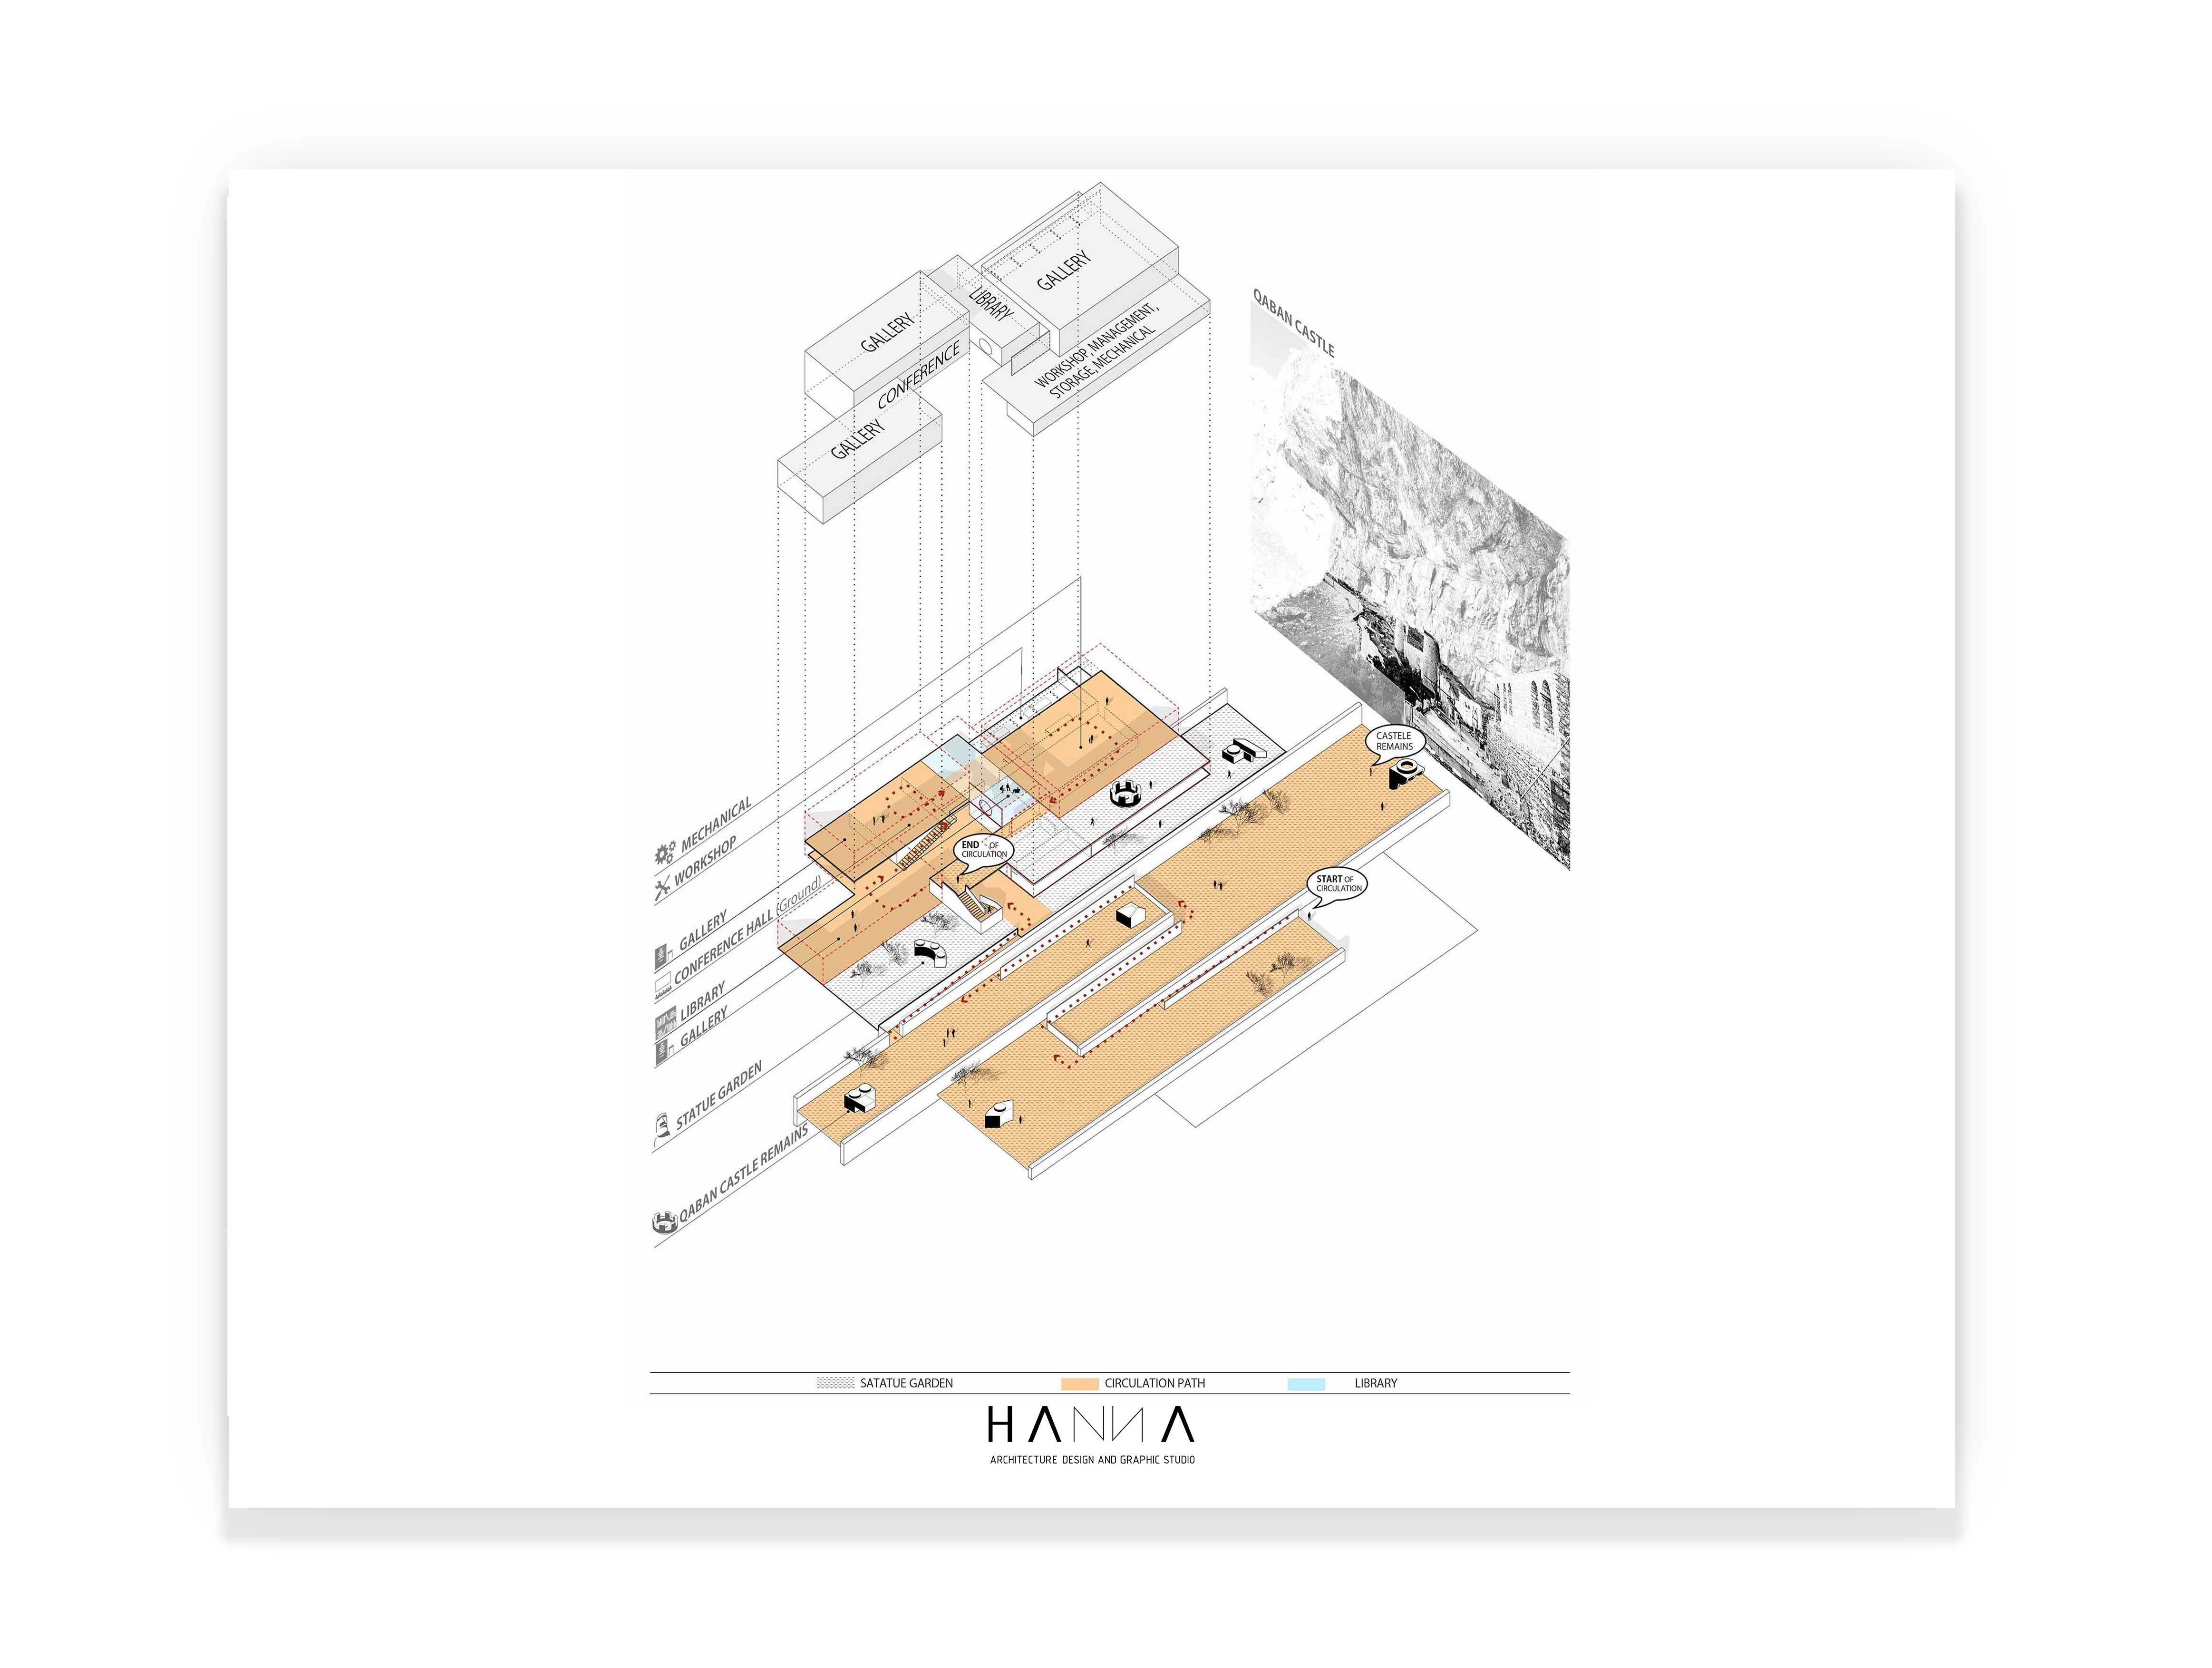 GALLERY
LIBRARY
GALLERY
CONFERENCE
GALLERY
WORKSHOP, MANAGEMENT,
STORAGE, MECHANICAL
QABAN CASTLE
CASTELE
REMAINS
END OF
CIRCULATION
START OF
CIRCULATION
MECHANICAL
WORKSHOP
GALLERY
CONFERENCE HALL (Ground)
LIBRARY
GALLERY
STATUE GARDEN
QABAN CASTLE REMAINS
SATATUE GARDEN
CIRCULATION PATH
LIBRARY
HANNA
ARCHITECTURE DESIGN AND GRAPHIC STUDIO